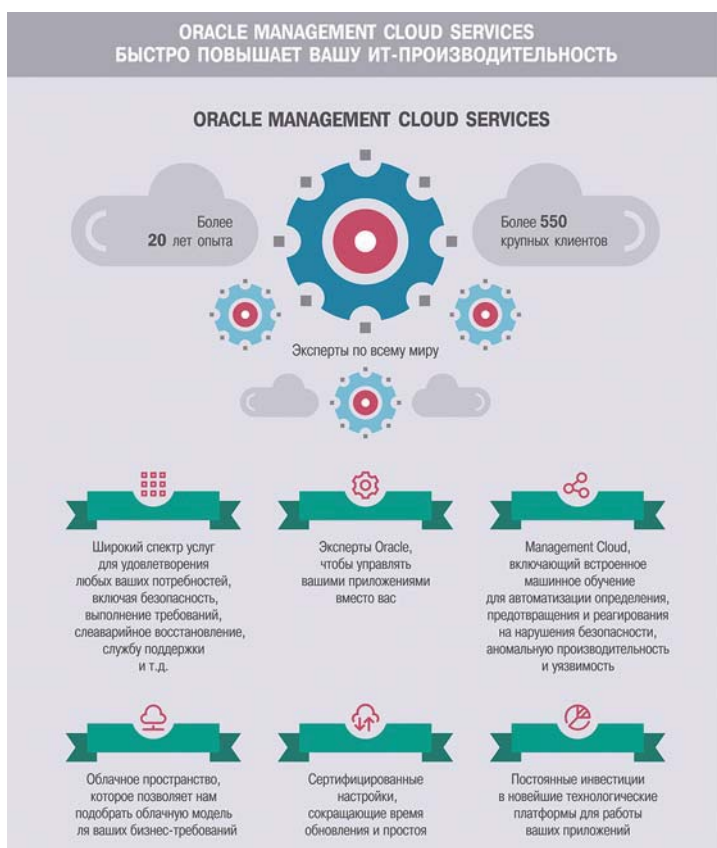 ORACLE MANAGEMENT CLOUD SERVICES
БЫСТРО ПОВЫШАЕТ ВАШУ ИТ-ПРОИЗВОДИТЕЛЬНОСТЬ
ORACLE MANAGEMENT CLOUD SERVICES
Более
20 лет опыта
Более 550
крупных клиентов
Эксперты по всему миру
Широкий спектр услуг
для удовлетворения
любых ваших потребностей,
включая безопасность,
выполнение требований,
слеаварийное восстановление,
службу поддержки
и т.д.
Эксперты Oracle,
чтобы управлять
вашими приложениями
вместо вас
Management Cloud,
включающий встроенное
машинное обучение
для автоматизации определения,
предотвращения и реагирования
на нарушения безопасности,
аномальную производительность
и уязвимость
Облачное пространство,
которое позволяет нам
подобрать облачную модель
ля ваших бизнес-требований
Сертифицированные
настройки,
сокращающие время
обновления и простоя
Постоянные инвестиции
в новейшие технологические
платформы для работы
ваших приложений